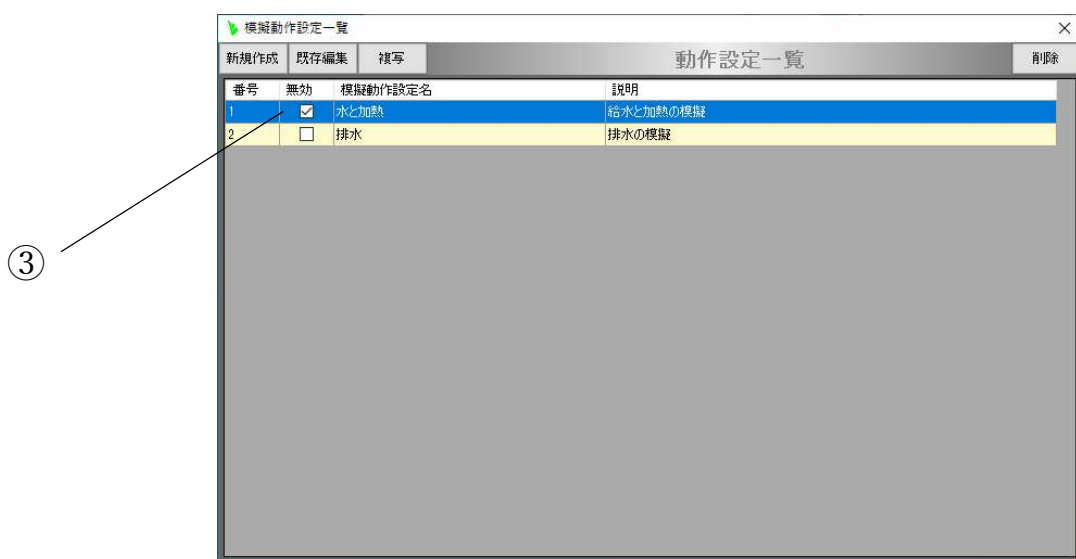 模擬動作設定一覧
新規作成 既存編集 複写 動作設定一覧 削除
番号 無効 模擬動作設定名 説明
1 水と加熱 給水と加熱の模擬
2 排水 排水の模擬
③